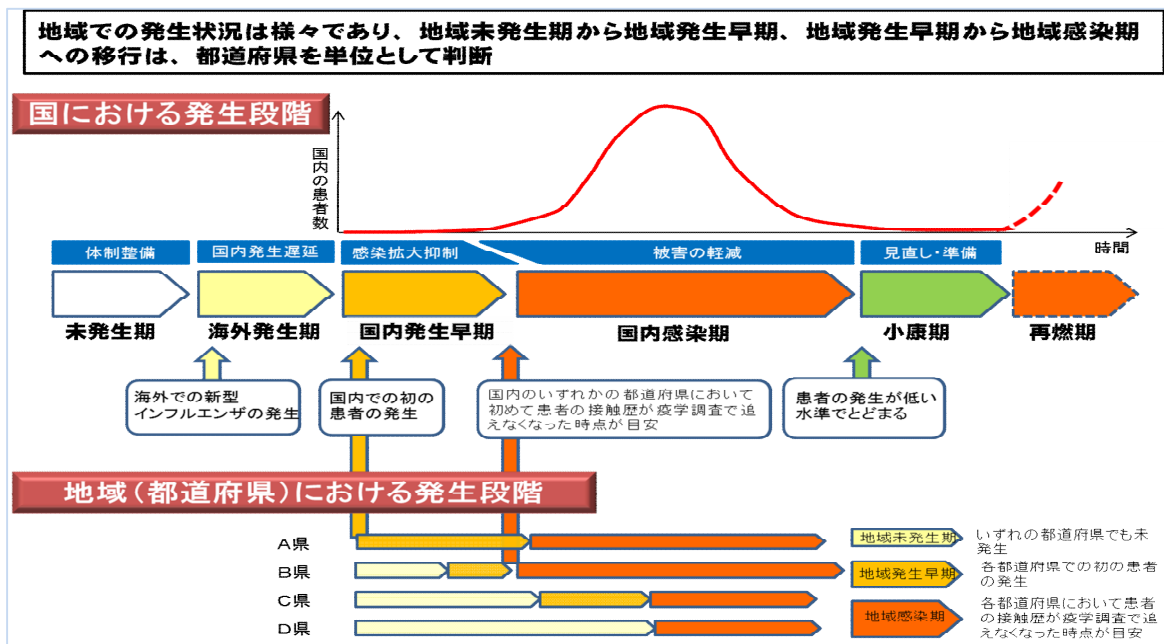 地域での発生状況は様々であり、地域未発生期から地域発生早期、地域発生早期から地域感染期
への移行は、都道府県を単位として判断
国における発生段階
国内の患者数
時間
体制整備
国内発生遅延
感染拡大抑制
被害の軽減
見直し・準備
未発生期
海外発生期
国内発生早期
国内感染期
小康期
再燃期
海外での新型
インフルエンザの発生
国内での初の
患者の発生
国内のいずれかの都道府県において
初めて患者の接触歴が疫学調査で追
えなくなった時点が目安
患者の発生が低い
水準でとどまる
地域(都道府県)における発生段階
A県
B県
C県
D県
地域未発生期
いずれの都道府県でも未
発生
地域発生早期
各都道府県での初の患者
の発生
地域感染期
各都道府県において患者
の接触歴が疫学調査で追
えなくなった時点が目安